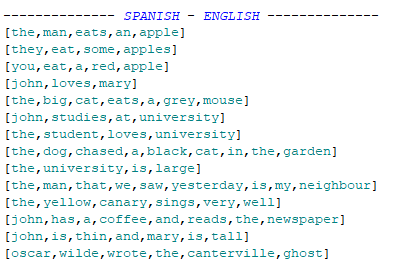 -------------- SPANISH - ENGLISH --------------
[the,man,eats,an,apple]
[they,eat,some,apples]
[you,eat,a,red,apple]
[john,loves,mary]
[the,big,cat,eats,a,grey,mouse]
[john,studies,at,university]
[the,student,loves,university]
[the,dog,chased,a,black,cat,in,the,garden]
[the,university,is,large]
[the,man,that,we,saw,yesterday,is,my,neighbour]
[the,yellow,canary,sings,very,well]
[john,has,a,coffee,and,reads,the,newspaper]
[john,is,thin,and,mary,is,tall]
[oscar,wilde,wrote,the,canterville,ghost]